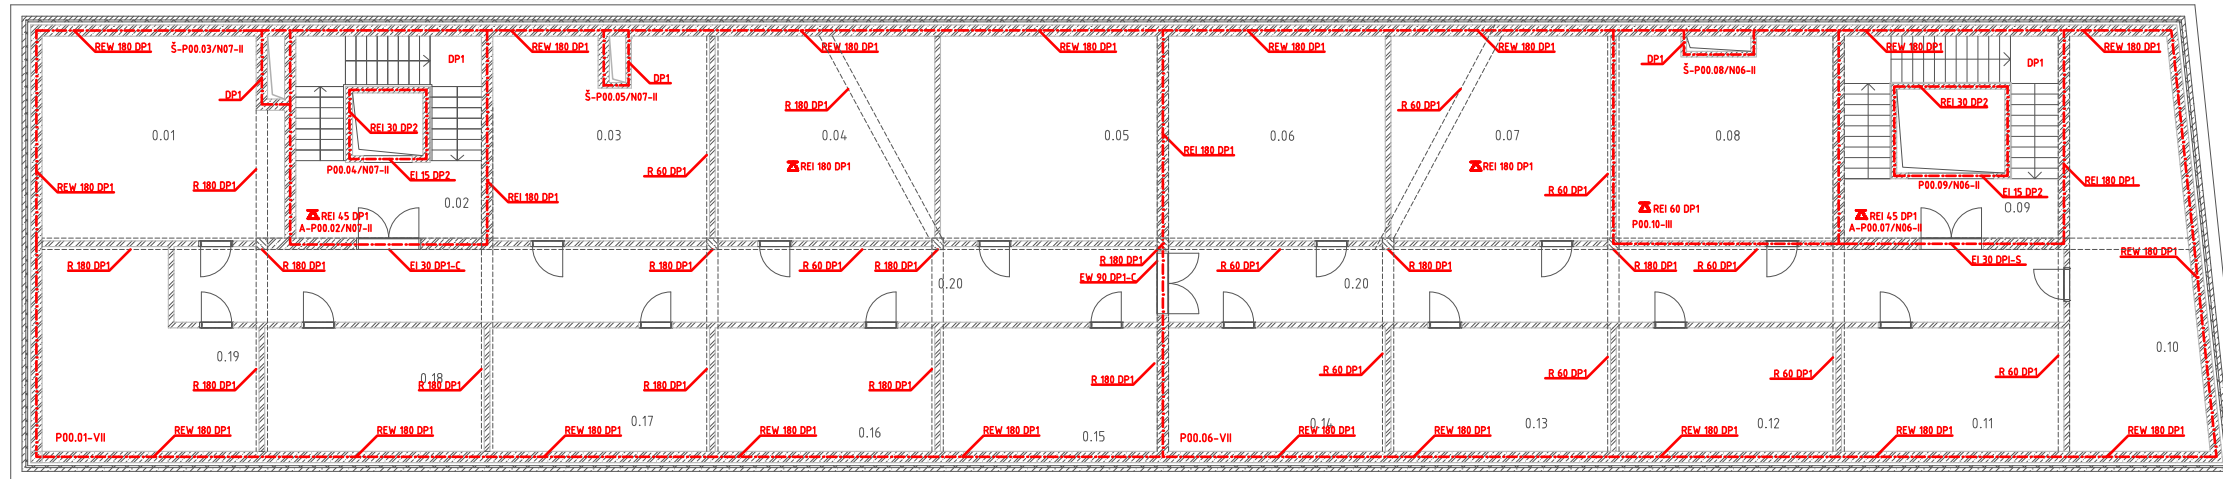 REW 180 DP1
Š-P00.03/N07-II
REW 180 DP1
REW 180 DP1
REW 180 DP1
REW 180 DP1
REW 180 DP1
REW 180 DP1
REW 180 DP1
DP1
DP1
DP1
DP1
Š-P00.08/N06-II
DP1
DP1
Š-P00.05/N07-II
R 180 DP1
R 60 DP1
REI 30 DP2
REI 30 DP2
0.01
0.03
0.04
0.05
0.06
0.07
0.08
REI 180 DP1
P00.04/N07-II
EI 15 DP2
R 60 DP1
REI 180 DP1
REI 180 DP1
REW 180 DP1
R 180 DP1
REI 180 DP1
R 60 DP1
P00.09/N06-II
EI 15 DP2
REI 180 DP1
0.02
REI 45 DP1
A-P00.02/N07-II
REI 60 DP1
P00.10-III
REI 45 DP1
A-P00.07/N06-II
0.09
R 180 DP1
R 180 DP1
EI 30 DP1-C
R 180 DP1
R 60 DP1
R 180 DP1
R 180 DP1
EW 90 DP1-C
R 60 DP1
R 180 DP1
R 180 DP1
R 60 DP1
EI 30 DP1-S
REW 180 DP1
0.20
0.20
0.19
0.18
R 180 DP1
R 180 DP1
R 180 DP1
R 180 DP1
R 180 DP1
R 60 DP1
R 60 DP1
R 60 DP1
R 60 DP1
0.10
P00.01-VII
REW 180 DP1
REW 180 DP1
REW 180 DP1
0.17
REW 180 DP1
0.16
REW 180 DP1
0.15
P00.06-VII
0.14
REW 180 DP1
REW 180 DP1
0.13
REW 180 DP1
0.12
REW 180 DP1
0.11
REW 180 DP1